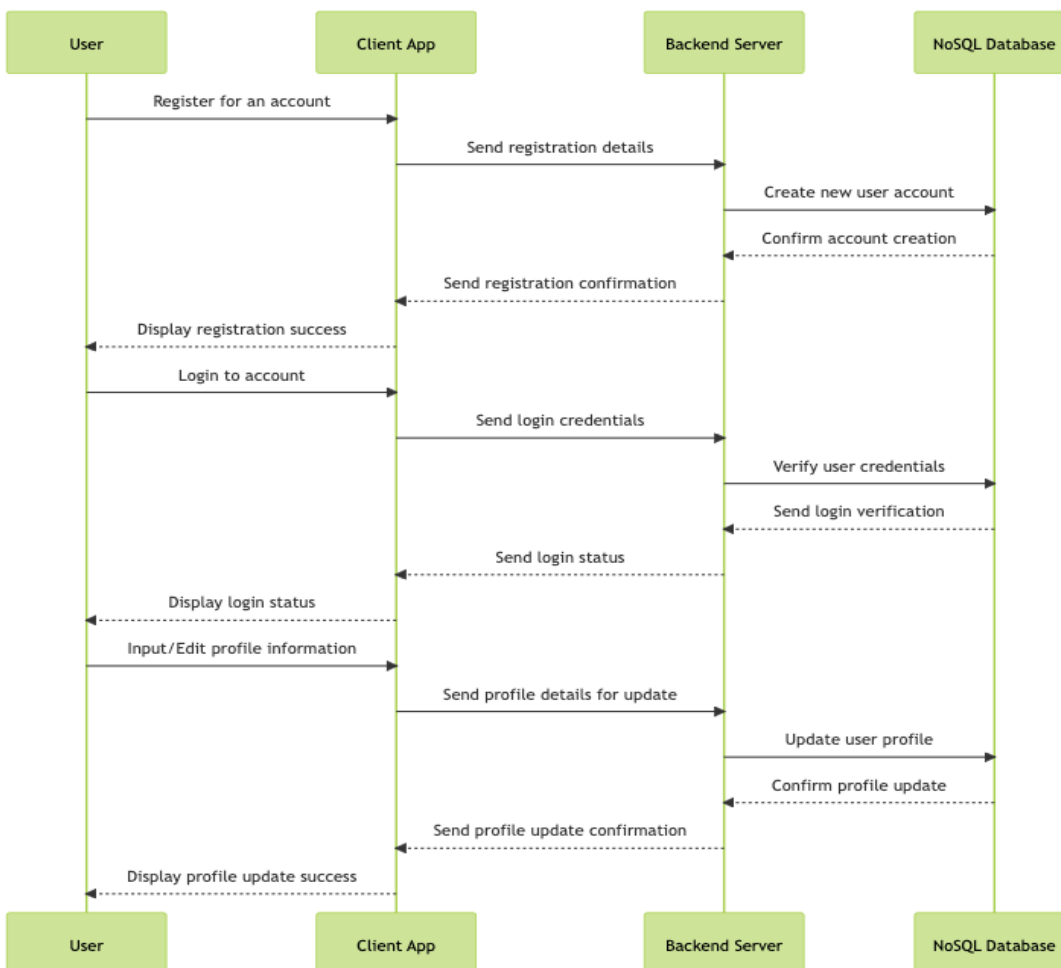 User
Client App
Backend Server
NoSQL Database
Register for an account
Send registration details
Create new user account
Confirm account creation
Send registration confirmation
Display registration success
Login to account
Send login credentials
Verify user credentials
Send login verification
Send login status
Display login status
Input/Edit profile information
Send profile details for update
Update user profile
Confirm profile update
Send profile update confirmation
Display profile update success
User
Client App
Backend Server
NoSQL Database